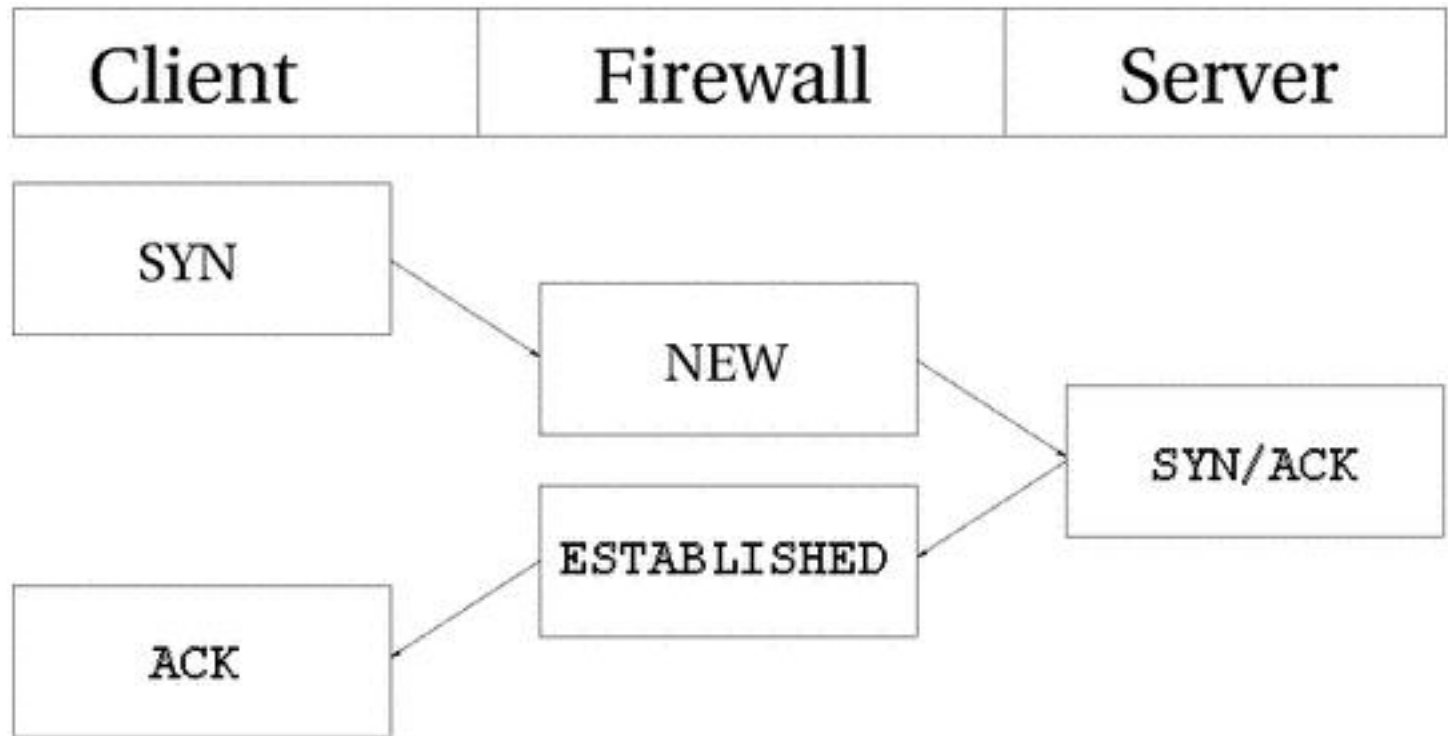 Client Firewall Server
SYN
NEW
SYN/ACK
ESTABLISHED
ACK